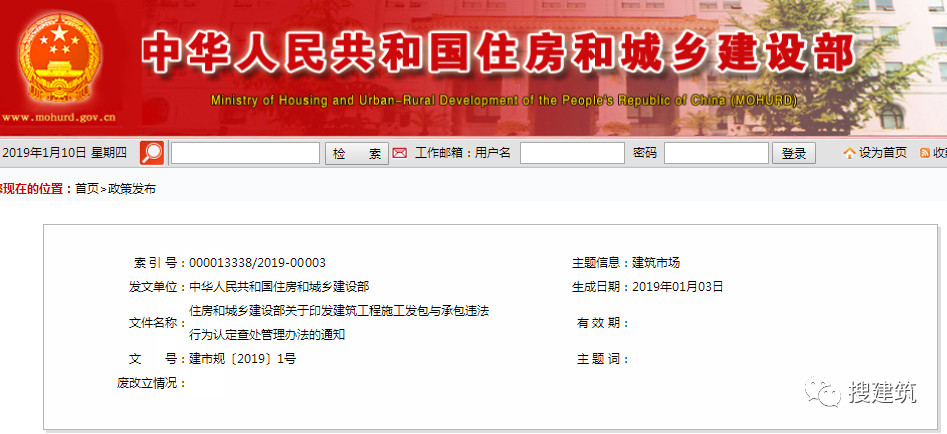 中华人民共和国住房和城乡建设部
Ministry of Housing and Urban-Rural Development of the People's Republic of China (MOHURD)
www.mohurd.gov.cn
2019年1月10日 星期四 检 索 工作邮箱：用户名 密码 登录 设为首页 收
现在的位置：首页>政策发布
索 引 号：000013338/2019-00003 主题信息：建筑市场
发文单位：中华人民共和国住房和城乡建设部 生成日期：2019年01月03日
文件名称：住房和城乡建设部关于印发建筑工程施工发包与承包违法行为认定查处管理办法的通知 有 效 期：
文 号：建市规〔2019〕1号 主 题 词：
废改立情况：
搜建筑